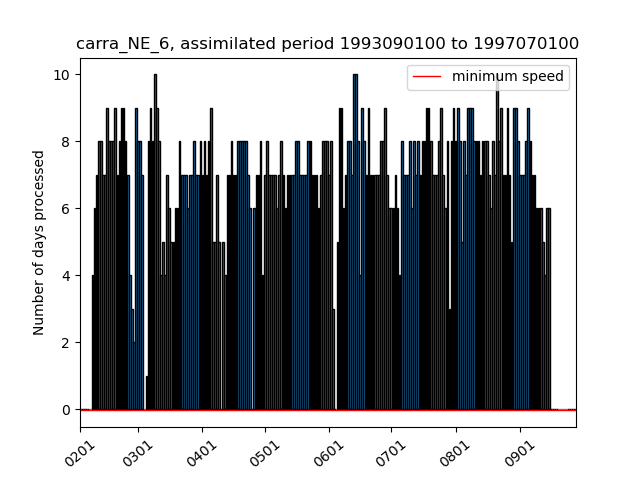 carra_NE_6, assimilated period 1993090100 to 1997070100
minimum speed
Number of days processed
10
8
6
4
2
0
0201 0301 0401 0501 0601 0701 0801 0901